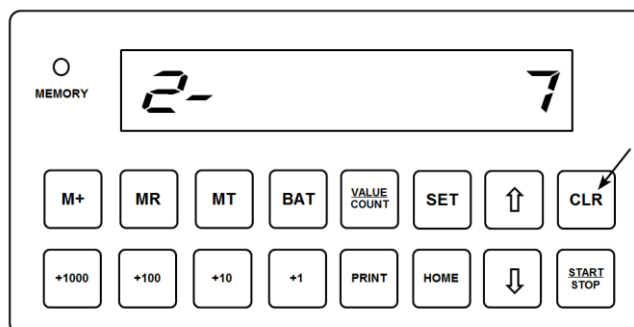 2- 7
MEMORY
M+ MR MT BAT VALUE COUNT SET ⇧ CLR
+1000 +100 +10 +1 PRINT HOME ⇩ START STOP